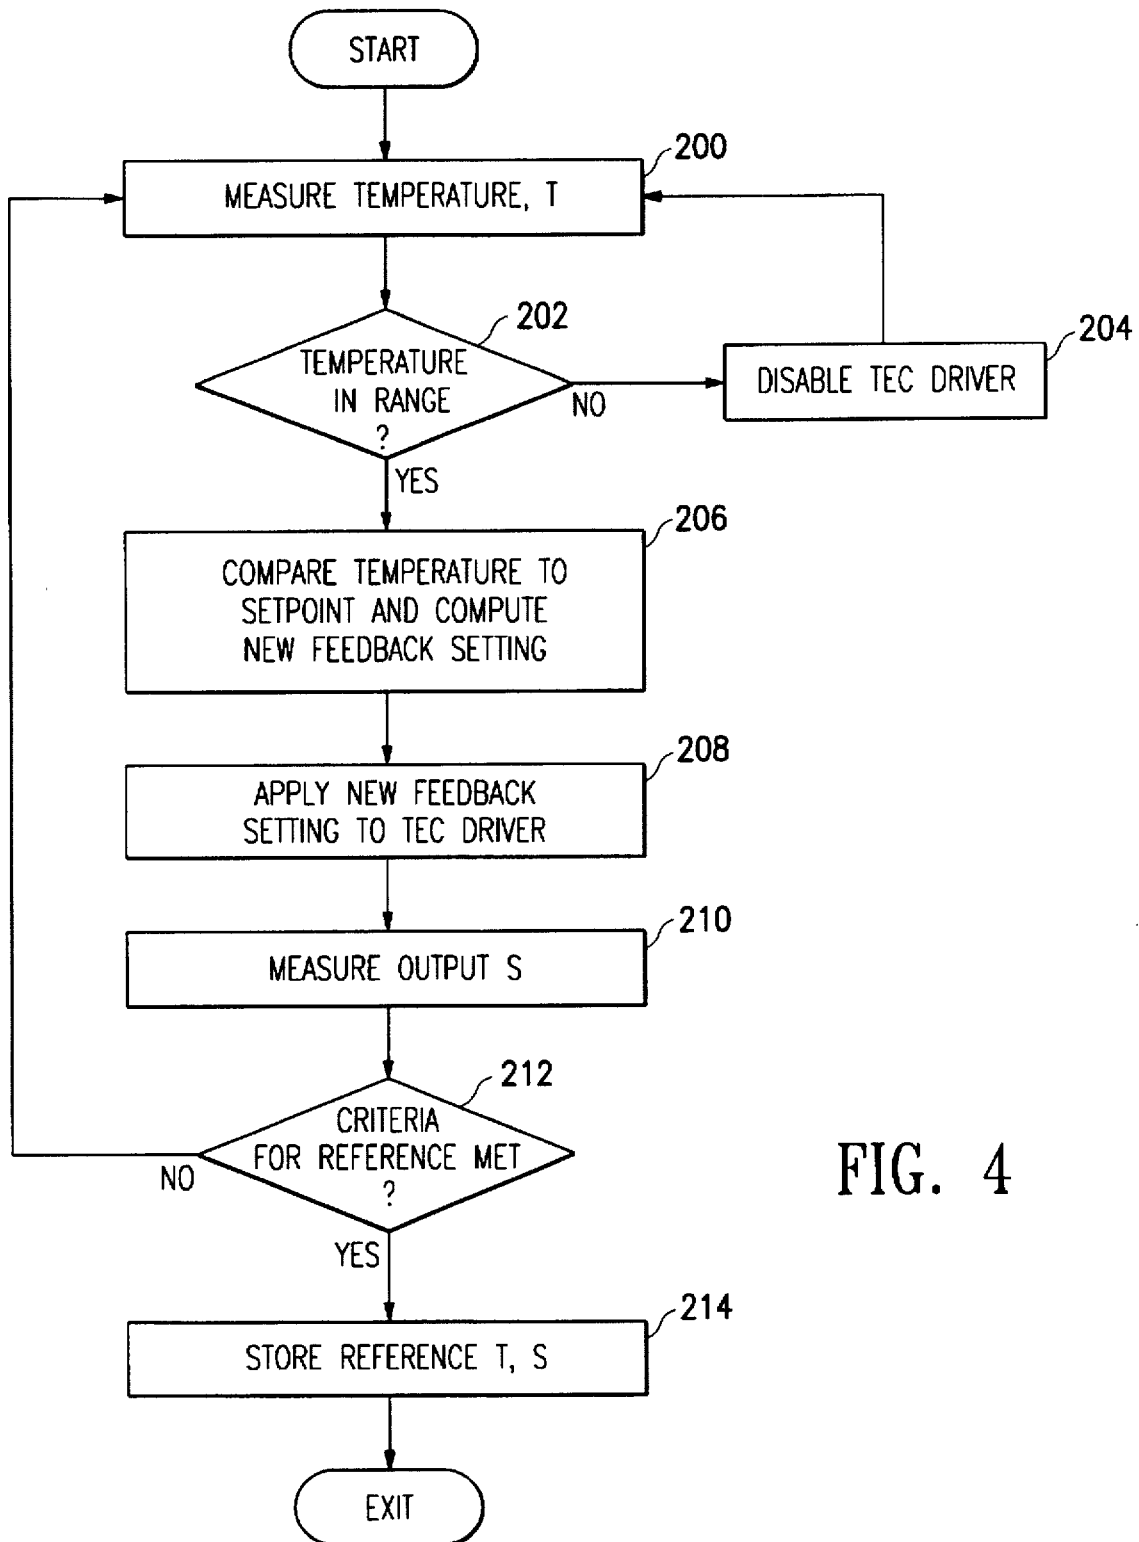 START
200
MEASURE TEMPERATURE, T
202
TEMPERATURE
IN RANGE
?
NO
204
DISABLE TEC DRIVER
YES
206
COMPARE TEMPERATURE TO
SETPOINT AND COMPUTE
NEW FEEDBACK SETTING
208
APPLY NEW FEEDBACK
SETTING TO TEC DRIVER
210
MEASURE OUTPUT S
212
CRITERIA
FOR REFERENCE MET
?
NO
YES
214
STORE REFERENCE T, S
EXIT
FIG. 4